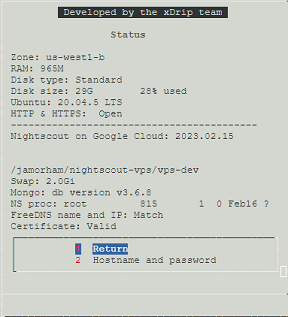 Developed by the xDrip team
Status
Zone: us-west1-b
RAM: 965M
Disk type: Standard
Disk size: 29G 28% used
Ubuntu: 20.04.5 LTS
HTTP & HTTPS: Open
-----------------------------------------
Nightscout on Google Cloud: 2023.02.15
/jamorham/nightscout-vps/vps-dev
Swap: 2.0Gi
Mongo: db version v3.6.8
NS proc: root 815 1 0 Feb16 ?
FreeDNS name and IP: Match
Certificate: Valid
1 Return
2 Hostname and password